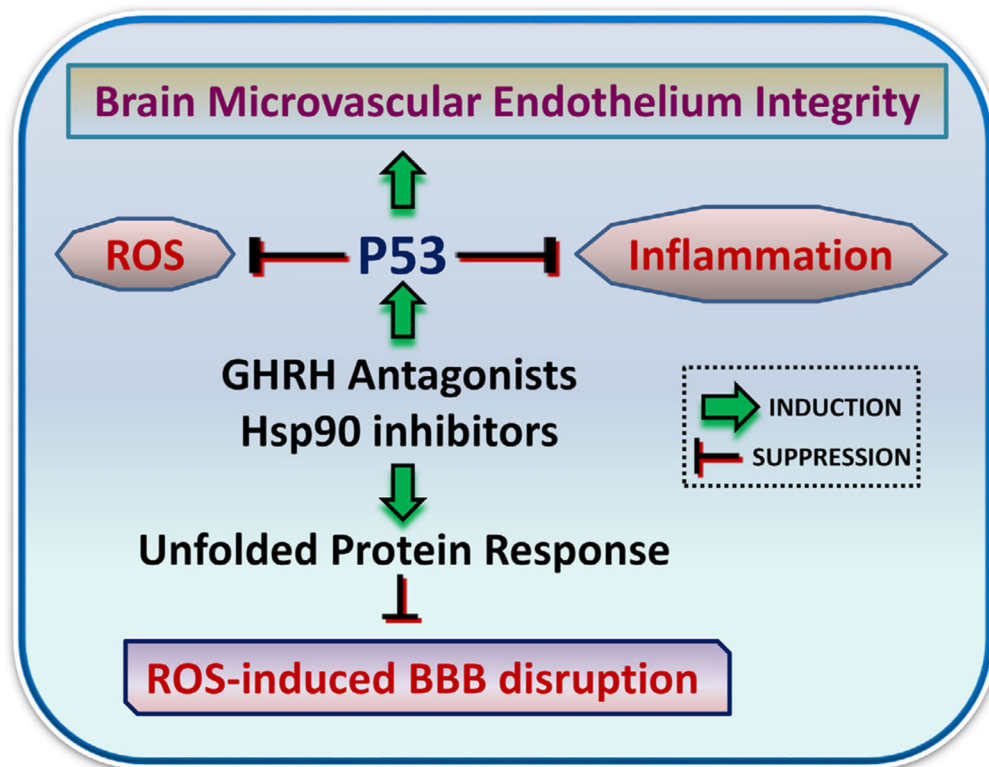 Brain Microvascular Endothelium Integrity
ROS P53 Inflammation
GHRH Antagonists
Hsp90 inhibitors
INDUCTION
SUPPRESSION
Unfolded Protein Response
ROS-induced BBB disruption